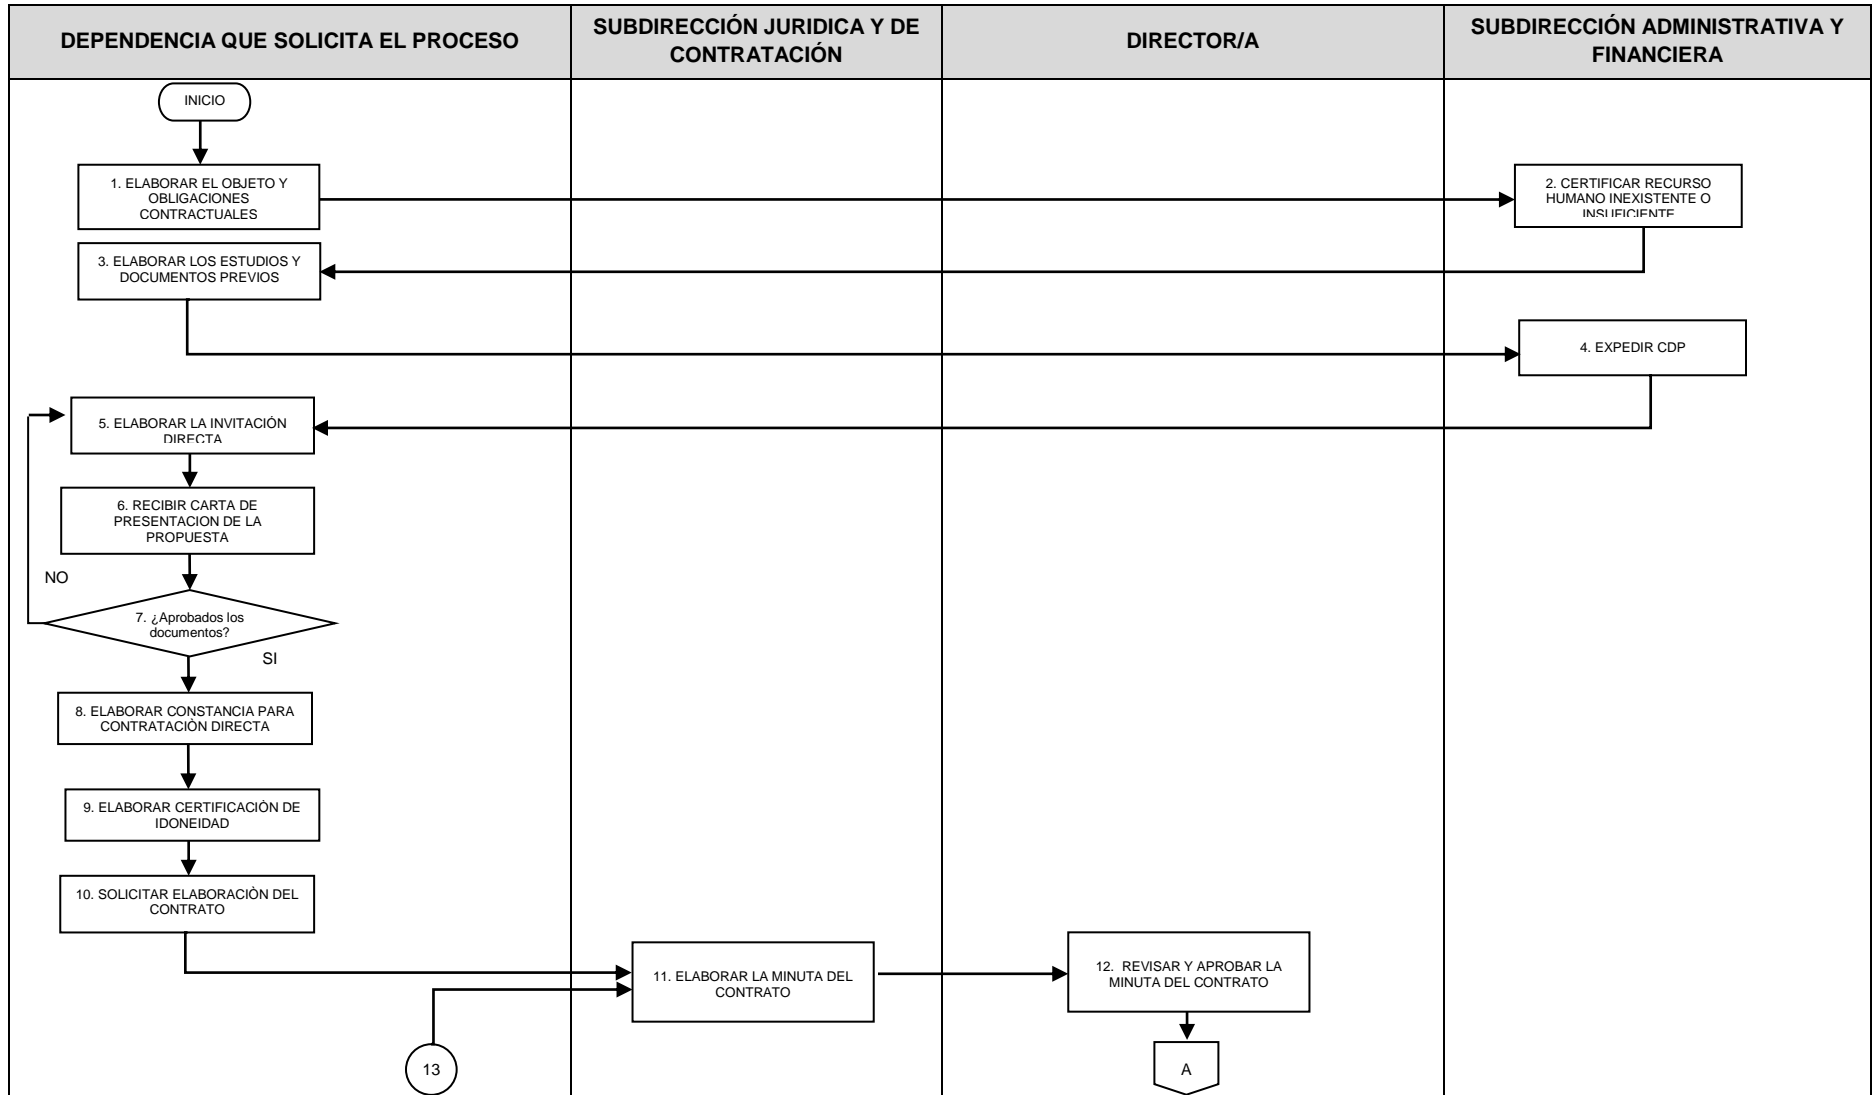 DEPENDENCIA QUE SOLICITA EL PROCESO
SUBDIRECCIÓN JURIDICA Y DE
CONTRATACIÓN
DIRECTOR/A
SUBDIRECCIÓN ADMINISTRATIVA Y
FINANCIERA
INICIO
1. ELABORAR EL OBJETO Y
OBLIGACIONES
CONTRACTUALES
2. CERTIFICAR RECURSO
HUMANO INEXISTENTE O
INSUFICIENTE
3. ELABORAR LOS ESTUDIOS Y
DOCUMENTOS PREVIOS
4. EXPEDIR CDP
5. ELABORAR LA INVITACIÓN
DIRECTA
6. RECIBIR CARTA DE
PRESENTACION DE LA
PROPUESTA
NO
7. ¿Aprobados los
documentos?
SI
8. ELABORAR CONSTANCIA PARA
CONTRATACIÒN DIRECTA
9. ELABORAR CERTIFICACIÒN DE
IDONEIDAD
10. SOLICITAR ELABORACIÒN DEL
CONTRATO
11. ELABORAR LA MINUTA DEL
CONTRATO
12. REVISAR Y APROBAR LA
MINUTA DEL CONTRATO
13
A